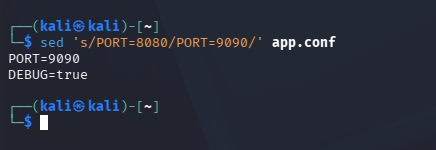 ┌──(kali㉿kali)-[~]
└─$ sed 's/PORT=8080/PORT=9090/' app.conf
PORT=9090
DEBUG=true
┌──(kali㉿kali)-[~]
└─$